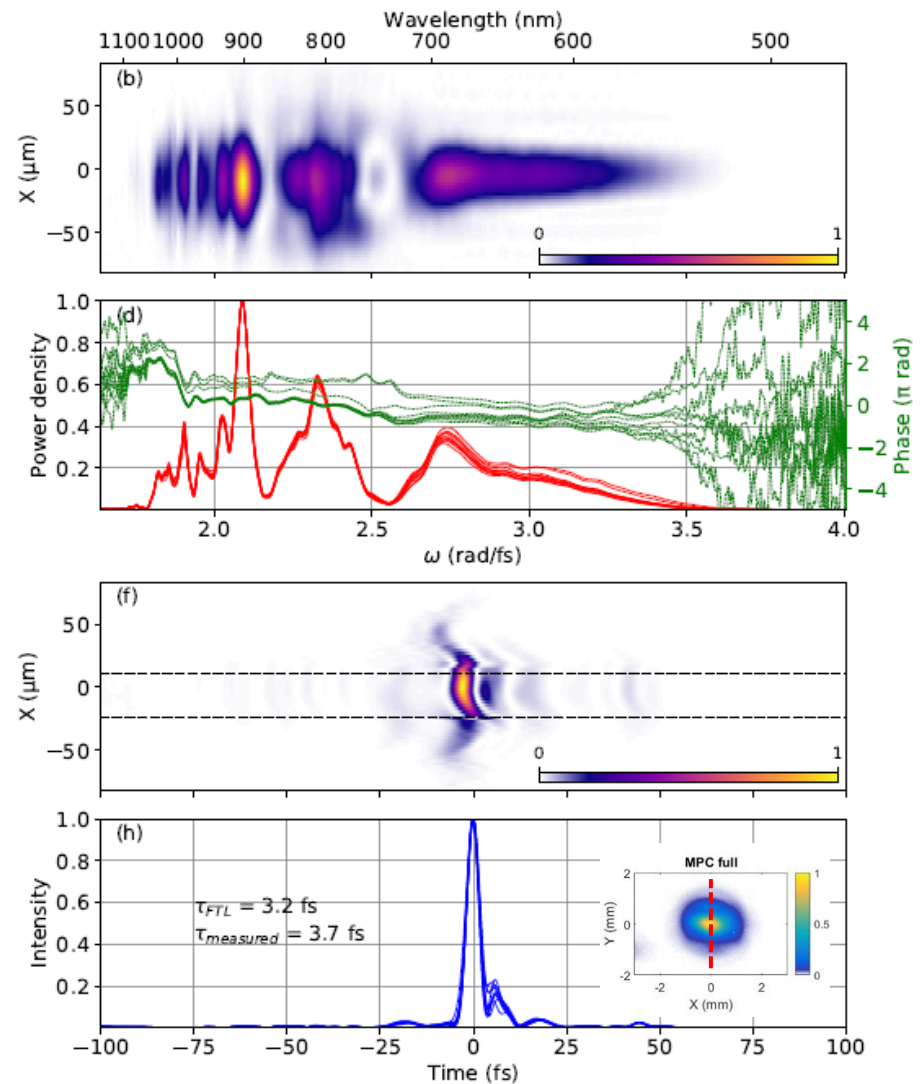 Wavelength (nm)
1100 1000 900 800 700 600 500
(b)
X (μm)
50
0
−50
0 1
(d)
Power density
1.0
0.8
0.6
0.4
0.2
Phase (π rad)
4
2
0
−2
−4
2.0 2.5 3.0 3.5 4.0
ω (rad/fs)
(f)
X (μm)
50
0
−50
0 1
(h)
Intensity
1.0
0.8
0.6
0.4
0.2
τFTL = 3.2 fs
τmeasured = 3.7 fs
MPC full
Y (mm)
2
0
-2
-2 0 2
X (mm)
1
0.5
0
−100 −75 −50 −25 0 25 50 75 100
Time (fs)